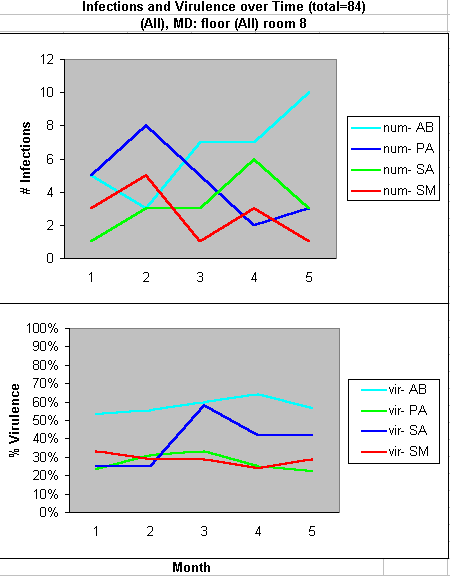 Infections and Virulence over Time (total=84)
(All), MD: floor (All) room 8
12
10
8
6
4
2
0
# Infections
1 2 3 4 5
num- AB
num- PA
num- SA
num- SM
100%
90%
80%
70%
60%
50%
40%
30%
20%
10%
0%
% Virulence
1 2 3 4 5
vir- AB
vir- PA
vir- SA
vir- SM
Month